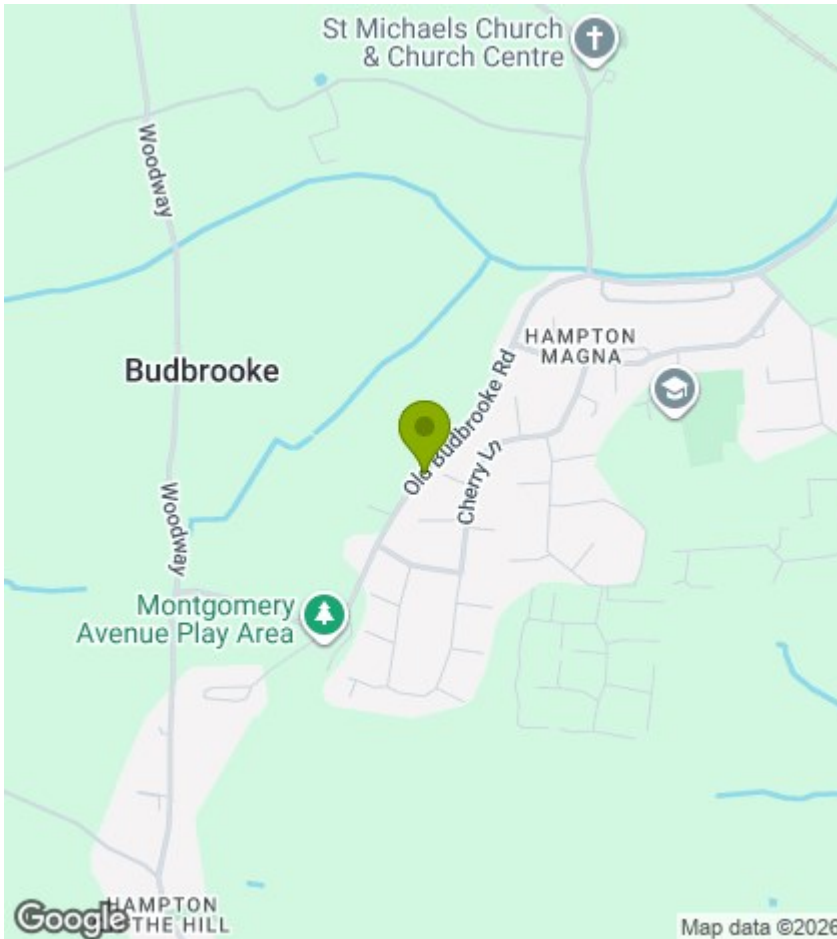 St Michaels Church
& Church Centre
Woodway
HAMPTON
MAGNA
Budbrooke
Old Budbrooke Rd
Cherry Ls
Woodway
Montgomery
Avenue Play Area
HAMPTON
THE HILL
Google
Map data ©2026